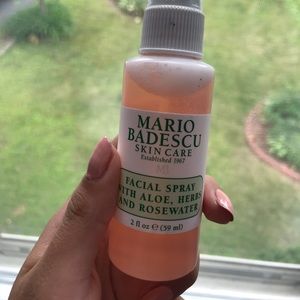 MARIO
BADESCU
SKIN CARE
Established 1967
FACIAL SPRAY
WITH ALOE, HERBS
AND ROSEWATER
2 fl oz ℮ (59 ml)